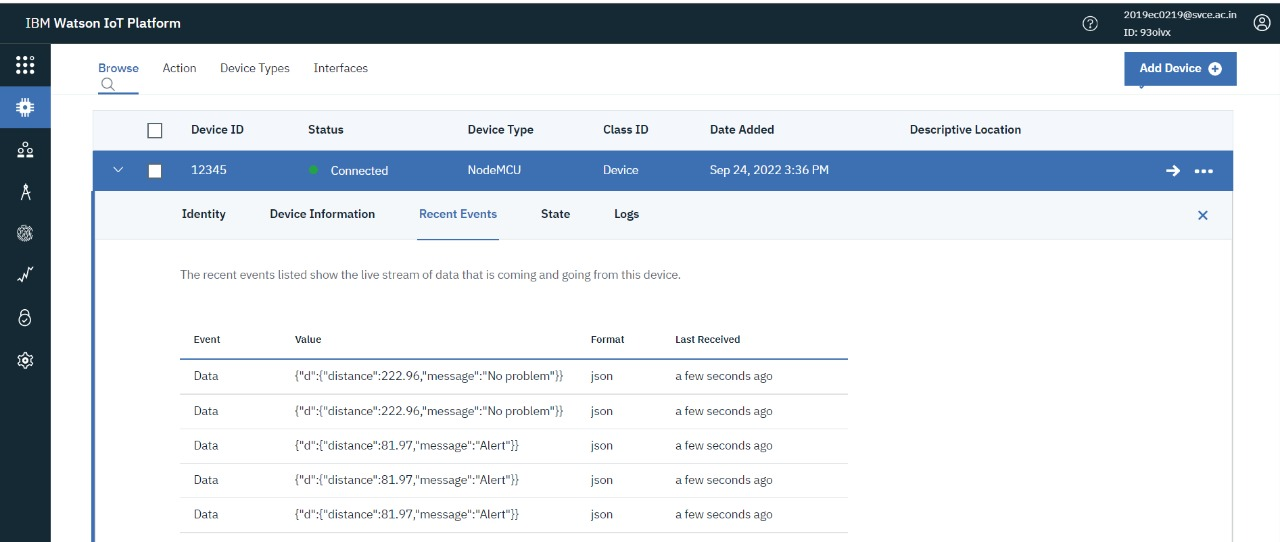 IBM Watson IoT Platform
2019ec0219@svce.ac.in
ID: 93olvx
Browse Action Device Types Interfaces
Add Device
Device ID Status Device Type Class ID Date Added Descriptive Location
12345 Connected NodeMCU Device Sep 24, 2022 3:36 PM
Identity Device Information Recent Events State Logs
The recent events listed show the live stream of data that is coming and going from this device.
Event Value Format Last Received
Data {"d":{"distance":222.96,"message":"No problem"}} json a few seconds ago
Data {"d":{"distance":222.96,"message":"No problem"}} json a few seconds ago
Data {"d":{"distance":81.97,"message":"Alert"}} json a few seconds ago
Data {"d":{"distance":81.97,"message":"Alert"}} json a few seconds ago
Data {"d":{"distance":81.97,"message":"Alert"}} json a few seconds ago